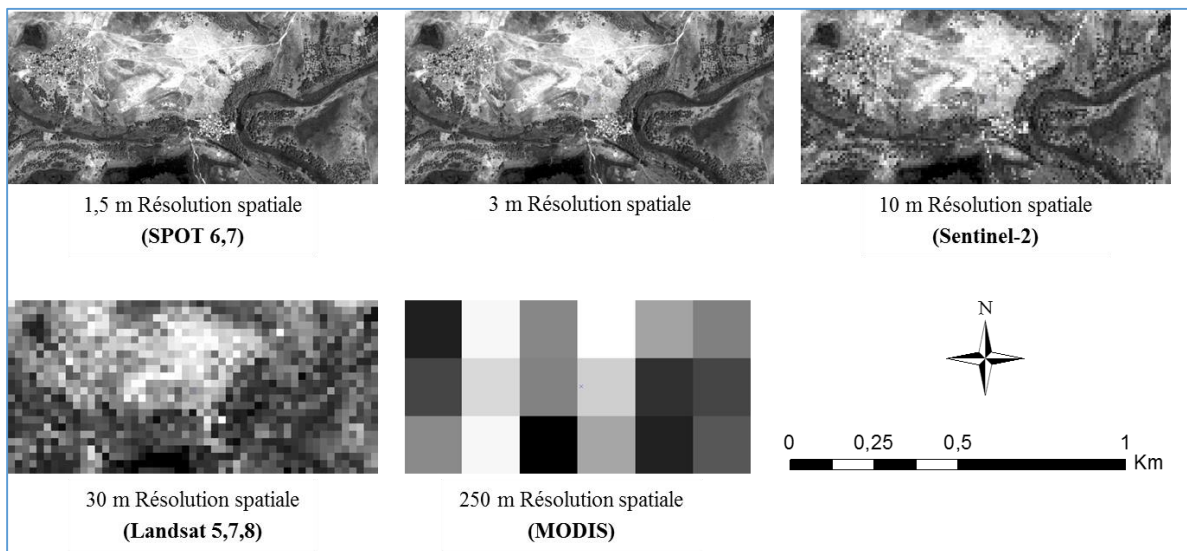 1,5 m Résolution spatiale
(SPOT 6,7)
3 m Résolution spatiale
10 m Résolution spatiale
(Sentinel-2)
30 m Résolution spatiale
(Landsat 5,7,8)
250 m Résolution spatiale
(MODIS)
N
0 0,25 0,5 1
Km